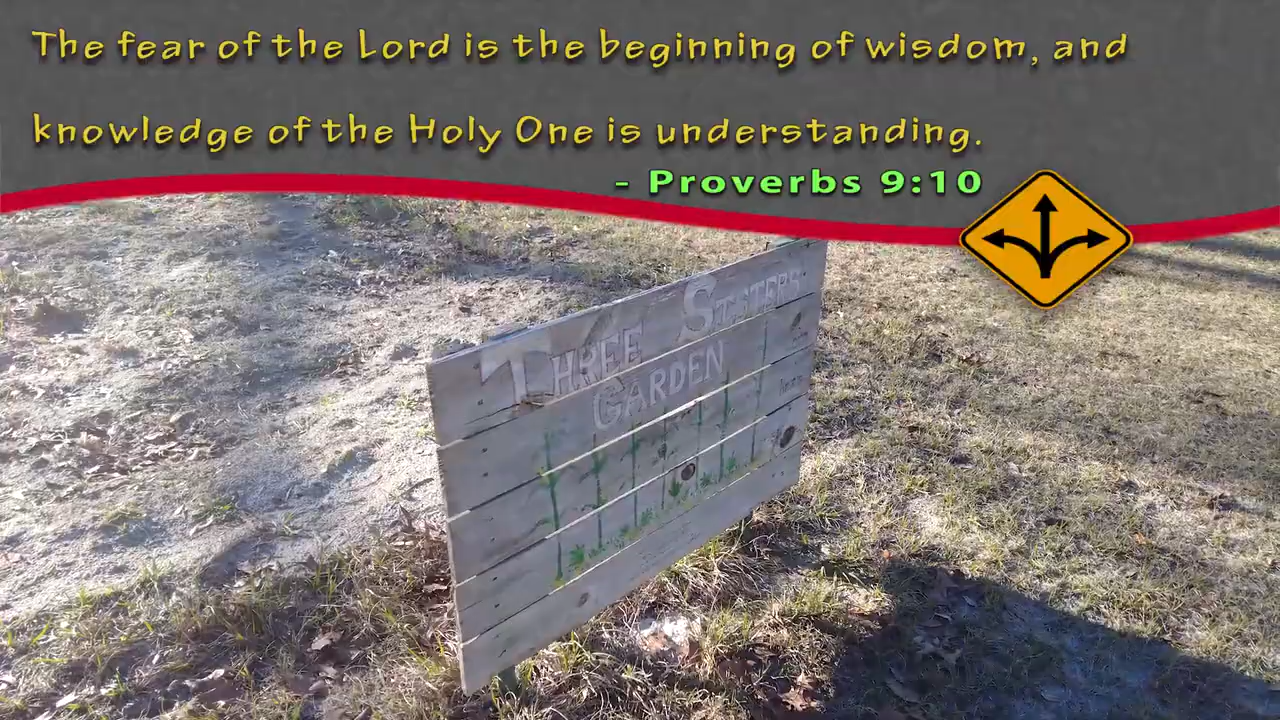 The fear of the Lord is the beginning of wisdom, and
knowledge of the Holy One is understanding.
- Proverbs 9:10
THREE SISTERS
GARDEN